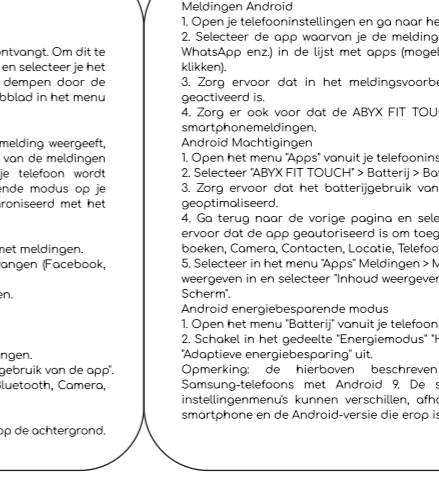 ontvangt. Om dit te
en selecteer je het
dempen door de
bblad in het menu
melding weergeeft,
van de meldingen
je telefoon wordt
ende modus op je
roniseerd met het
met meldingen.
vangen (Facebook,
en.
ngen.
gebruik van de app".
Bluetooth, Camera,
op de achtergrond.
Meldingen Android
1. Open je telefooninstellingen en ga naar he
2. Selecteer de app waarvan je de melding
WhatsApp enz.) in de lijst met apps (mogel
klikken).
3. Zorg ervoor dat in het meldingsvoorbe
geactiveerd is.
4. Zorg er ook voor dat de ABYX FIT TOUC
smartphonemeldingen.
Android Machtigingen
1. Open het menu "Apps" vanuit je telefoonins
2. Selecteer "ABYX FIT TOUCH" > Batterij > Ba
3. Zorg ervoor dat het batterijgebruik van
geoptimaliseerd.
4. Ga terug naar de vorige pagina en sele
ervoor dat de app geautoriseerd is om toeg
boeken, Camera, Contacten, Locatie, Telefoo
5. Selecteer in het menu "Apps" Meldingen > M
weergeven in en selecteer "Inhoud weergever
Scherm".
Android energiebesparende modus
1. Open het menu "Batterij" vanuit je telefoon
2. Schakel in het gedeelte "Energiemodus" "H
"Adaptieve energiebesparing" uit.
Opmerking: de hierboven beschreven
Samsung-telefoons met Android 9. De s
instellingenmenu's kunnen verschillen, afha
smartphone en de Android-versie die erop is